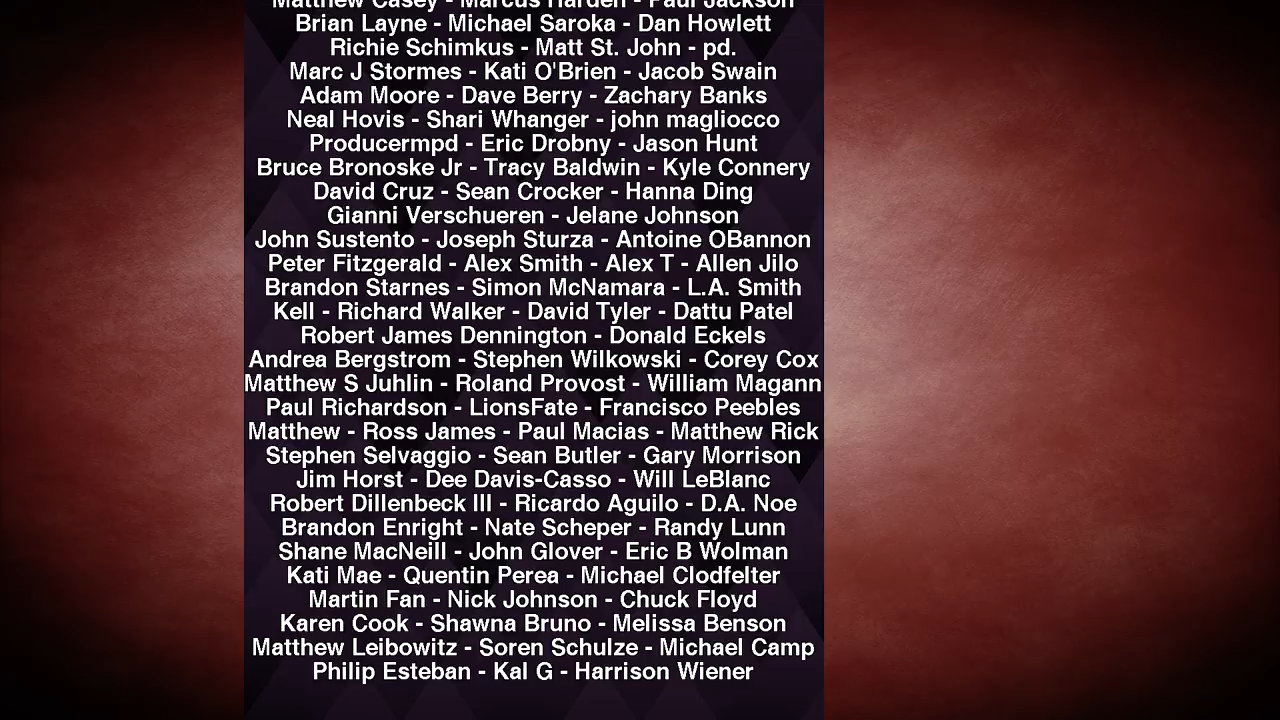 Matthew Casey - Marcus Harden - Paul Jackson
Brian Layne - Michael Saroka - Dan Howlett
Richie Schimkus - Matt St. John - pd.
Marc J Stormes - Kati O'Brien - Jacob Swain
Adam Moore - Dave Berry - Zachary Banks
Neal Hovis - Shari Whanger - john magliocco
Producermpd - Eric Drobny - Jason Hunt
Bruce Bronoske Jr - Tracy Baldwin - Kyle Connery
David Cruz - Sean Crocker - Hanna Ding
Gianni Verschueren - Jelane Johnson
John Sustento - Joseph Sturza - Antoine OBannon
Peter Fitzgerald - Alex Smith - Alex T - Allen Jilo
Brandon Starnes - Simon McNamara - L.A. Smith
Kell - Richard Walker - David Tyler - Dattu Patel
Robert James Dennington - Donald Eckels
Andrea Bergstrom - Stephen Wilkowski - Corey Cox
Matthew S Juhlin - Roland Provost - William Magann
Paul Richardson - LionsFate - Francisco Peebles
Matthew - Ross James - Paul Macias - Matthew Rick
Stephen Selvaggio - Sean Butler - Gary Morrison
Jim Horst - Dee Davis-Casso - Will LeBlanc
Robert Dillenbeck III - Ricardo Aguilo - D.A. Noe
Brandon Enright - Nate Scheper - Randy Lunn
Shane MacNeill - John Glover - Eric B Wolman
Kati Mae - Quentin Perea - Michael Clodfelter
Martin Fan - Nick Johnson - Chuck Floyd
Karen Cook - Shawna Bruno - Melissa Benson
Matthew Leibowitz - Soren Schulze - Michael Camp
Philip Esteban - Kal G - Harrison Wiener